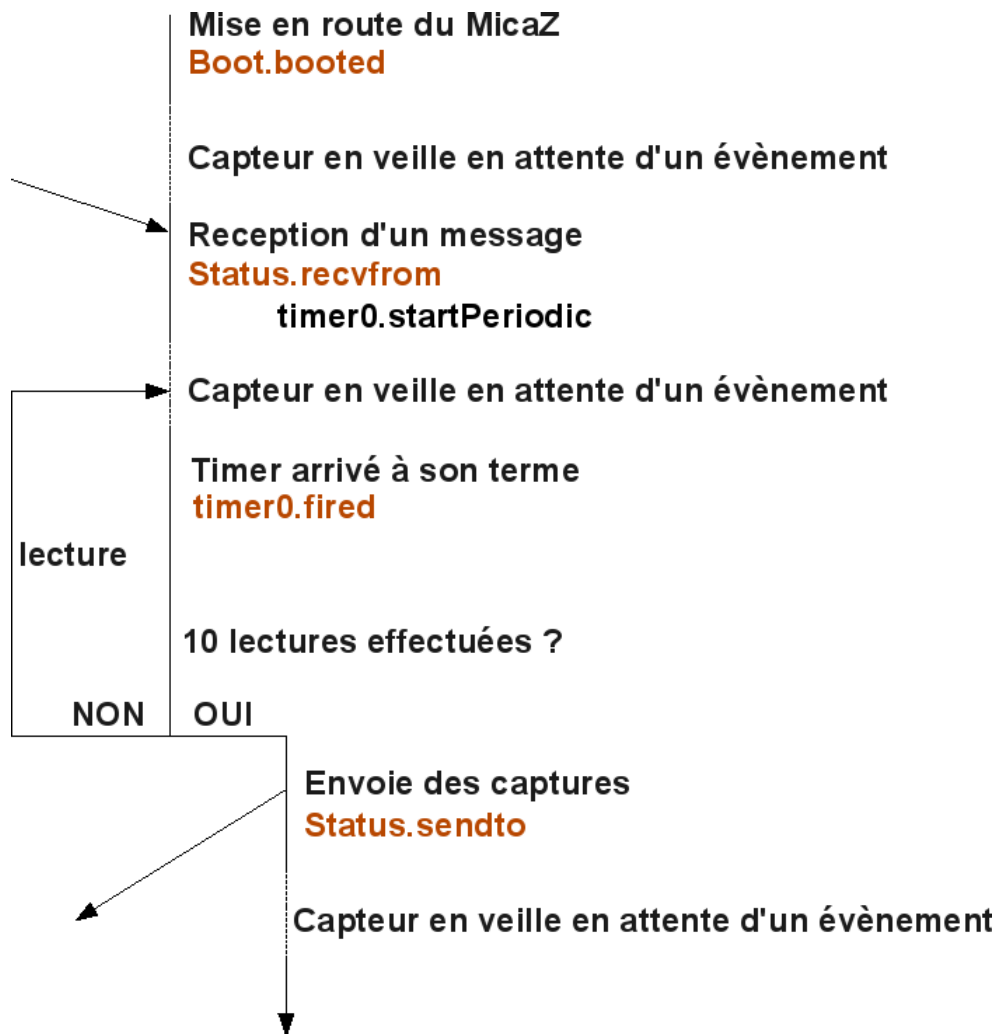 Mise en route du MicaZ
Boot.booted
Capteur en veille en attente d'un évènement
Reception d'un message
Status.recvfrom
timer0.startPeriodic
Capteur en veille en attente d'un évènement
Timer arrivé à son terme
timer0.fired
lecture
10 lectures effectuées ?
NON OUI
Envoie des captures
Status.sendto
Capteur en veille en attente d'un évènement